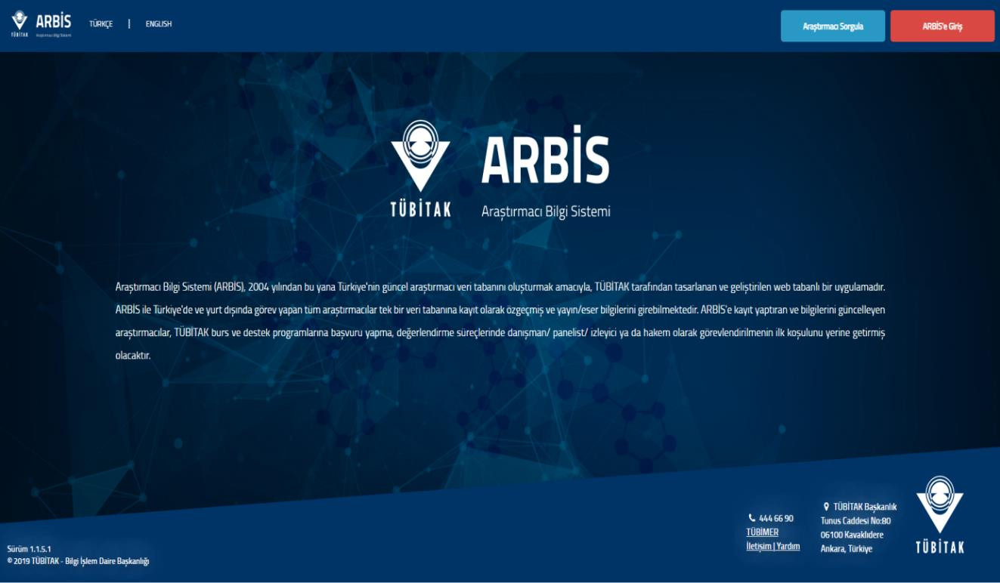 TÜBİTAK
ARBİS
Araştırmacı Bilgi Sistemi
TÜRKÇE | ENGLISH
Araştırmacı Sorgula
ARBİS'e Giriş
TÜBİTAK
ARBİS
Araştırmacı Bilgi Sistemi
Araştırmacı Bilgi Sistemi (ARBİS), 2004 yılından bu yana Türkiye'nin güncel araştırmacı veri tabanını oluşturmak amacıyla, TÜBİTAK tarafından tasarlanan ve geliştirilen web tabanlı bir uygulamadır.
ARBİS ile Türkiye'de ve yurt dışında görev yapan tüm araştırmacılar tek bir veri tabanına kayıt olarak özgeçmiş ve yayın/eser bilgilerini girebilmektedir. ARBİS'e kayıt yaptıran ve bilgilerini güncelleyen
araştırmacılar, TÜBİTAK burs ve destek programlarına başvuru yapma, değerlendirme süreçlerinde danışman/ panelist/ izleyici ya da hakem olarak görevlendirilmenin ilk koşulunu yerine getirmiş
olacaktır.
Sürüm 1.1.5.1
© 2019 TÜBİTAK - Bilgi İşlem Daire Başkanlığı
444 66 90
TÜBİMER
İletişim | Yardım
TÜBİTAK Başkanlık
Tunus Caddesi No:80
06100 Kavaklıdere
Ankara, Türkiye
TÜBİTAK